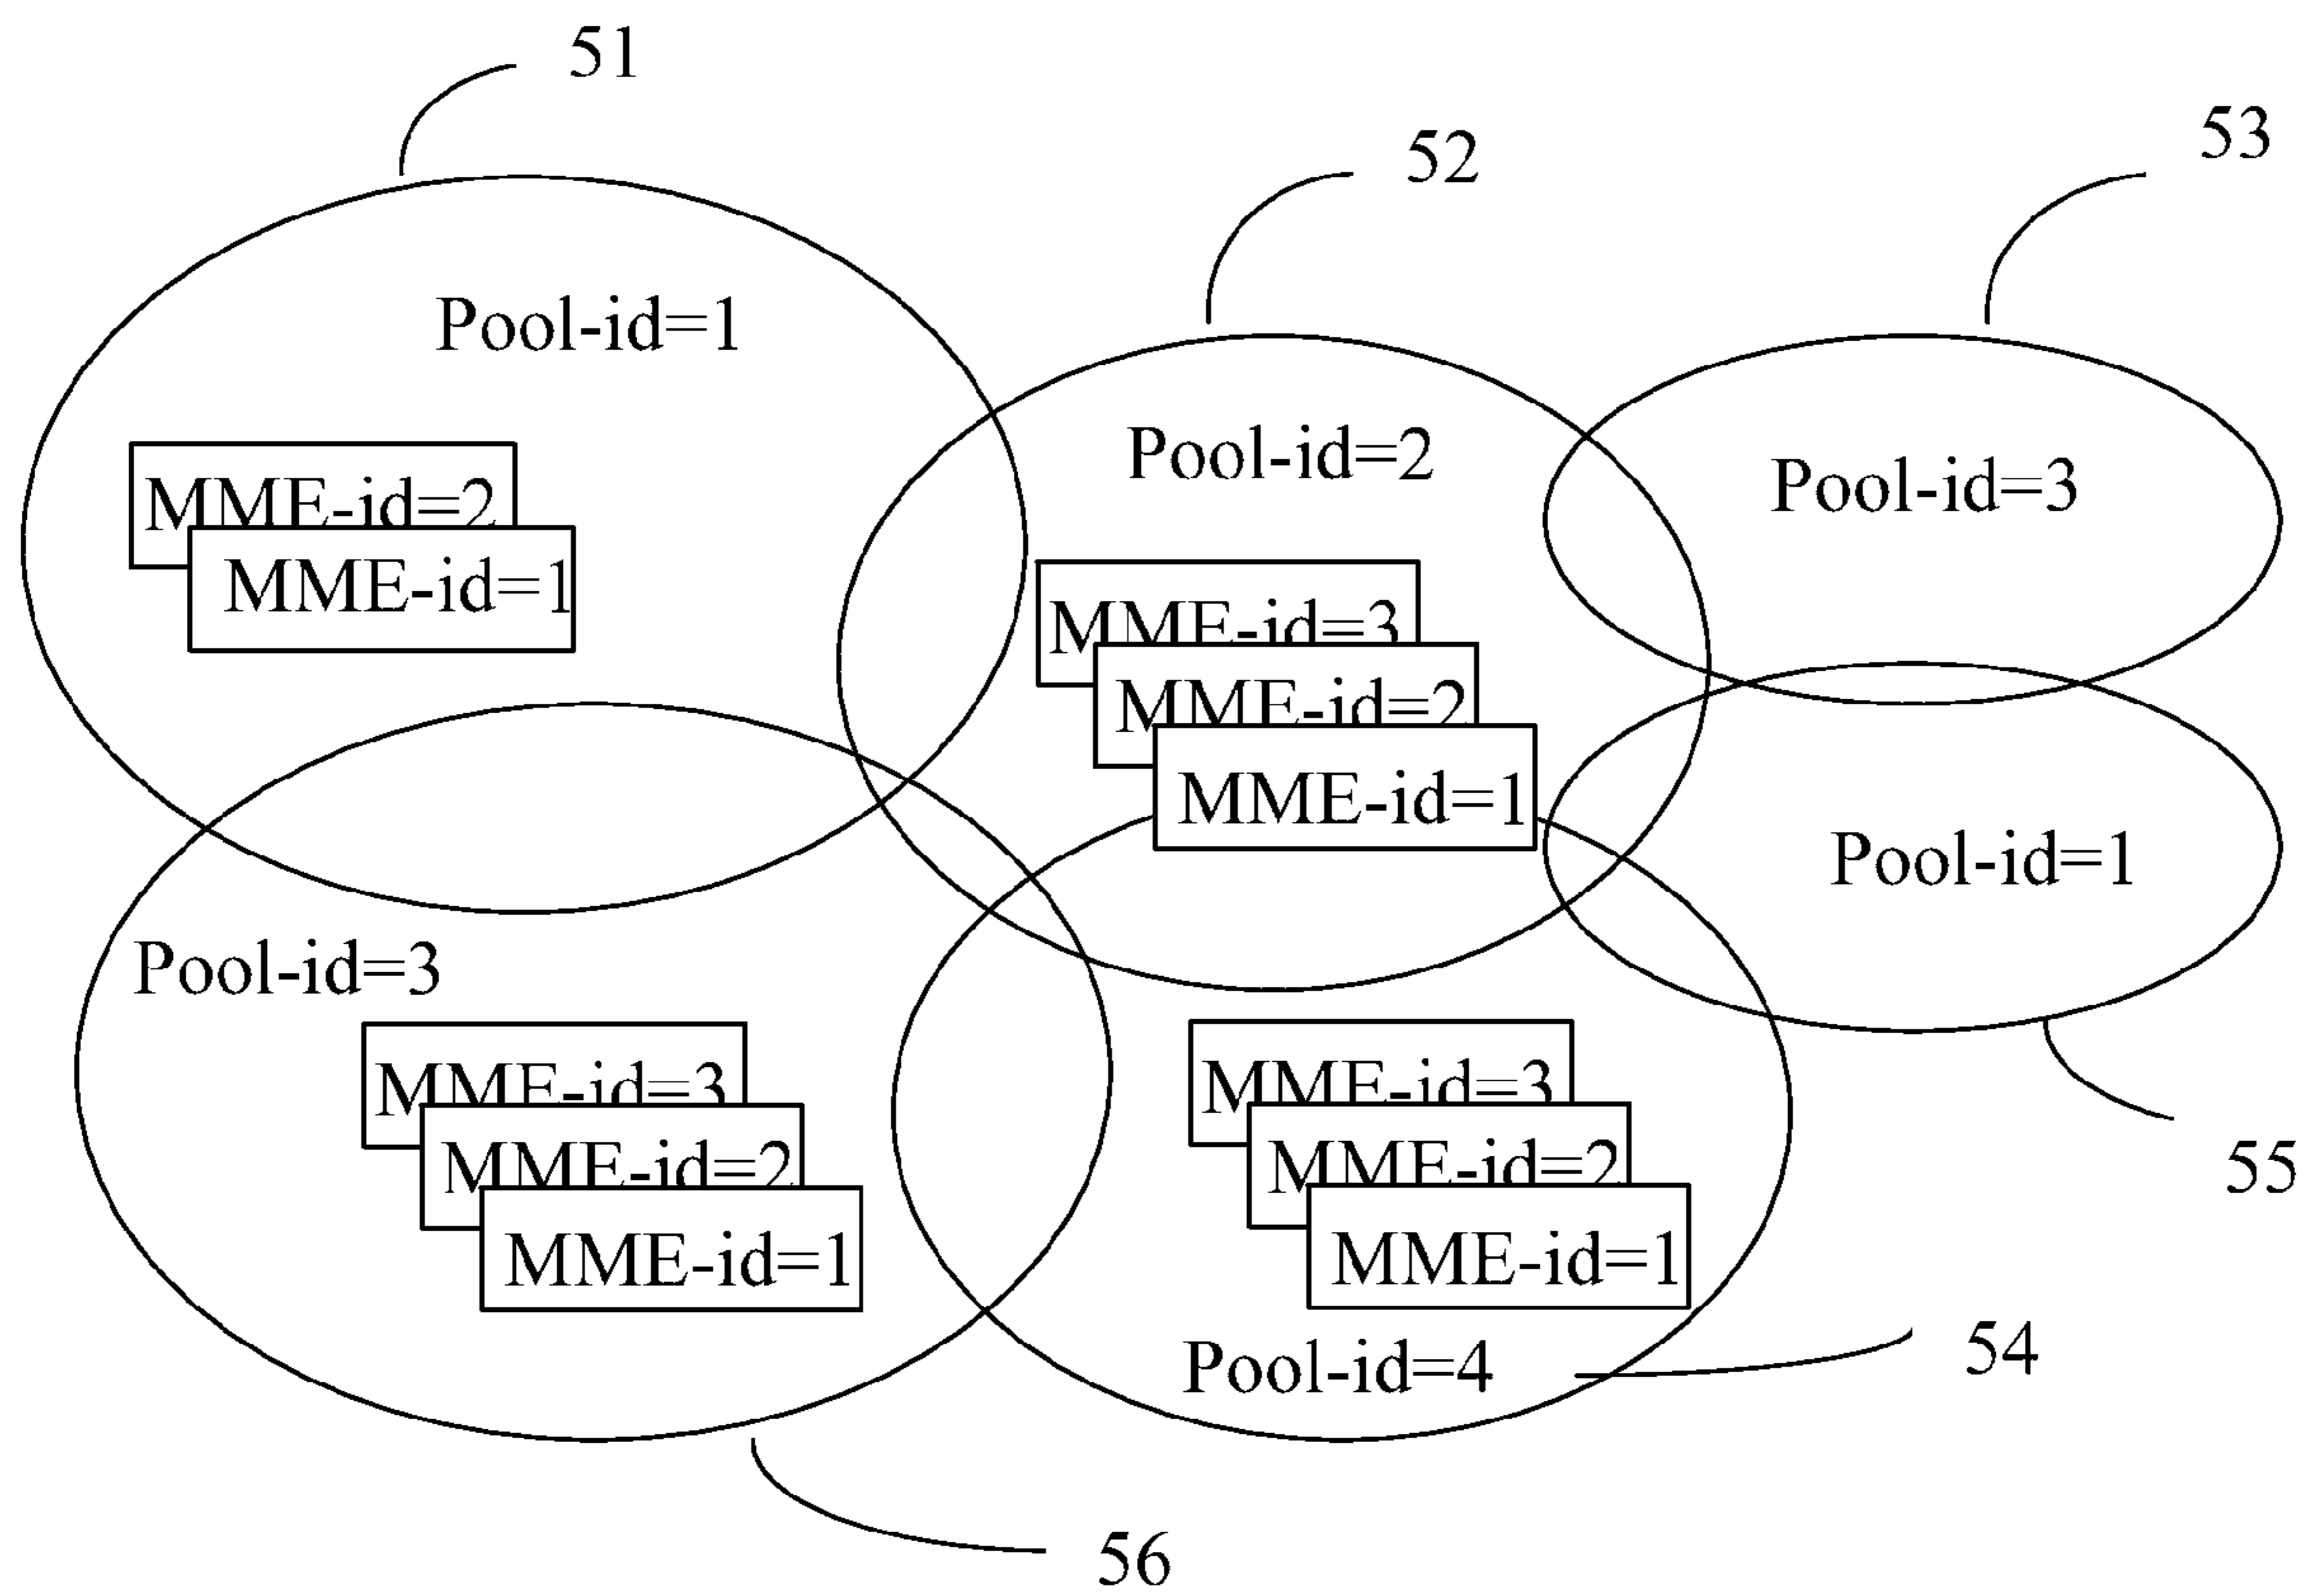 51
52
53
Pool-id=1
Pool-id=2
Pool-id=3
MME-id=2
MME-id=1
MME-id=3
MME-id=2
MME-id=1
Pool-id=1
Pool-id=3
MME-id=3
MME-id=2
MME-id=1
MME-id=3
MME-id=2
MME-id=1
Pool-id=4
55
54
56